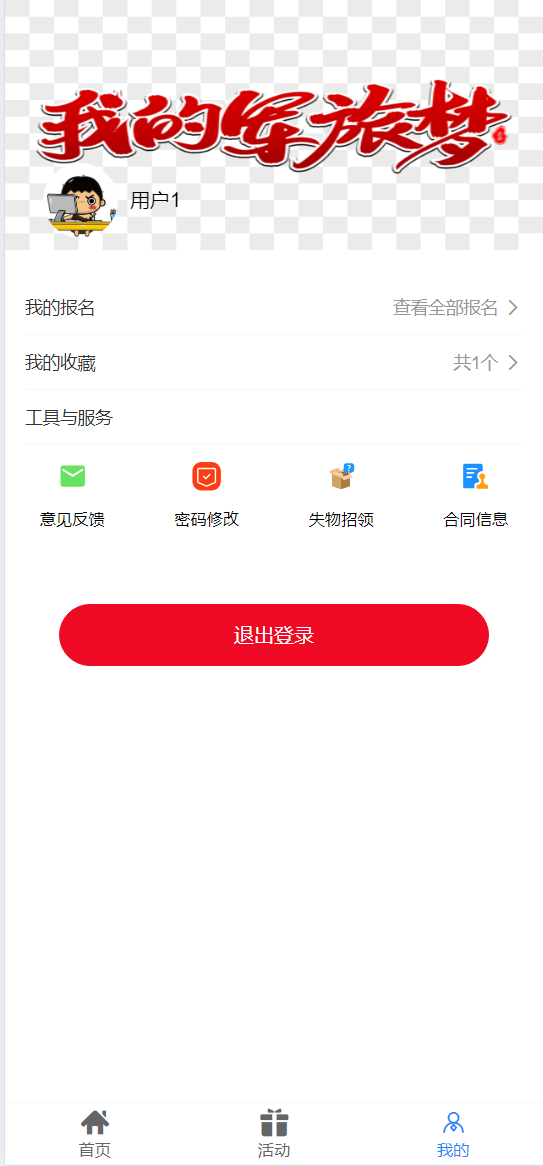 我的军旅梦
用户1
我的报名 查看全部报名
我的收藏 共1个
工具与服务
意见反馈 密码修改 失物招领 合同信息
退出登录
首页 活动 我的